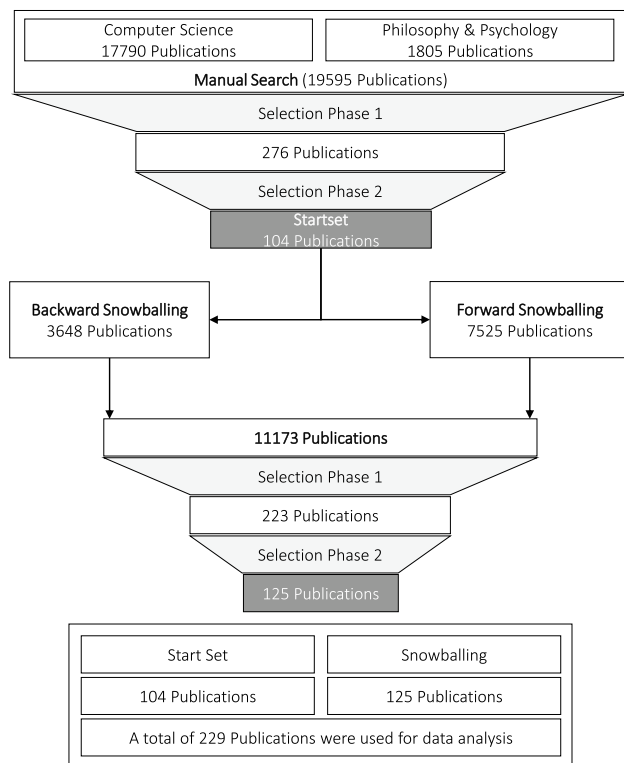 Computer Science
17790 Publications
Philosophy & Psychology
1805 Publications
Manual Search (19595 Publications)
Selection Phase 1
276 Publications
Selection Phase 2
Startset
104 Publications
Backward Snowballing
3648 Publications
Forward Snowballing
7525 Publications
11173 Publications
Selection Phase 1
223 Publications
Selection Phase 2
125 Publications
Start Set
Snowballing
104 Publications
125 Publications
A total of 229 Publications were used for data analysis